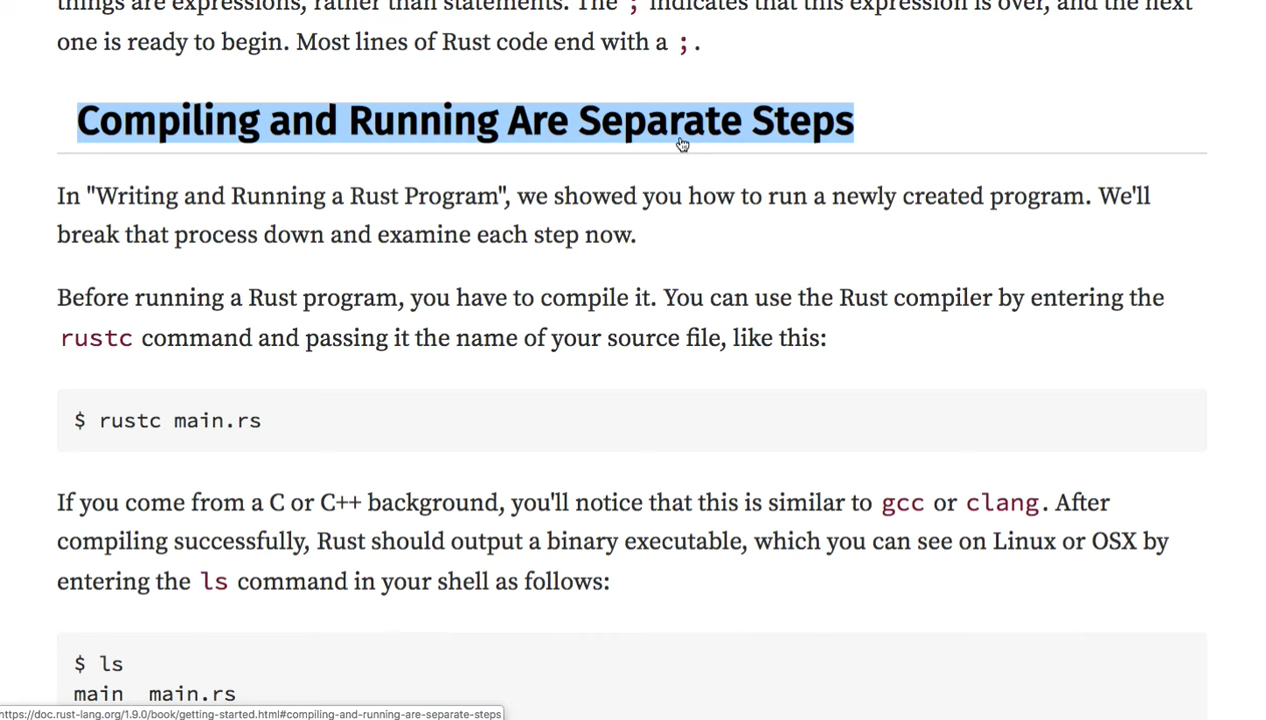 things are expressions, rather than statements. The ; indicates that this expression is over, and the next
one is ready to begin. Most lines of Rust code end with a ;.
Compiling and Running Are Separate Steps
In "Writing and Running a Rust Program", we showed you how to run a newly created program. We'll
break that process down and examine each step now.
Before running a Rust program, you have to compile it. You can use the Rust compiler by entering the
rustc command and passing it the name of your source file, like this:
$ rustc main.rs
If you come from a C or C++ background, you'll notice that this is similar to gcc or clang. After
compiling successfully, Rust should output a binary executable, which you can see on Linux or OSX by
entering the ls command in your shell as follows:
$ ls
main  main.rs
https://doc.rust-lang.org/1.9.0/book/getting-started.html#compiling-and-running-are-separate-steps